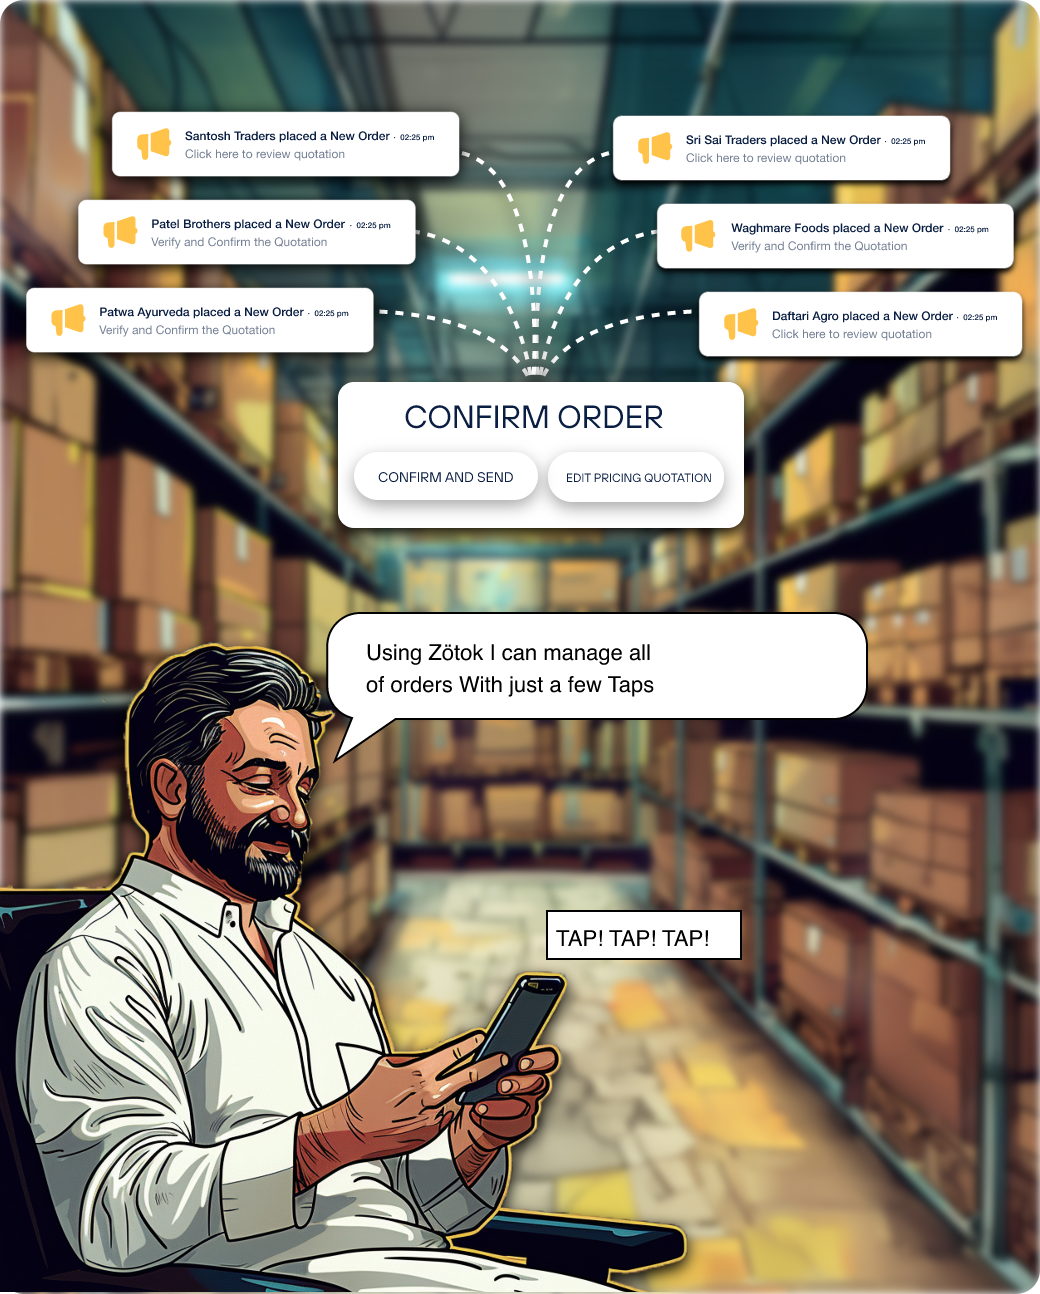 Santosh Traders placed a New Order · 02:25 pm
Click here to review quotation
Sri Sai Traders placed a New Order · 02:25 pm
Click here to review quotation
Patel Brothers placed a New Order · 02:25 pm
Verify and Confirm the Quotation
Waghmare Foods placed a New Order · 02:25 pm
Verify and Confirm the Quotation
Patwa Ayurveda placed a New Order · 02:25 pm
Verify and Confirm the Quotation
Daftari Agro placed a New Order · 02:25 pm
Click here to review quotation
CONFIRM ORDER
CONFIRM AND SEND
EDIT PRICING QUOTATION
Using Zötok I can manage all
of orders With just a few Taps
TAP! TAP! TAP!